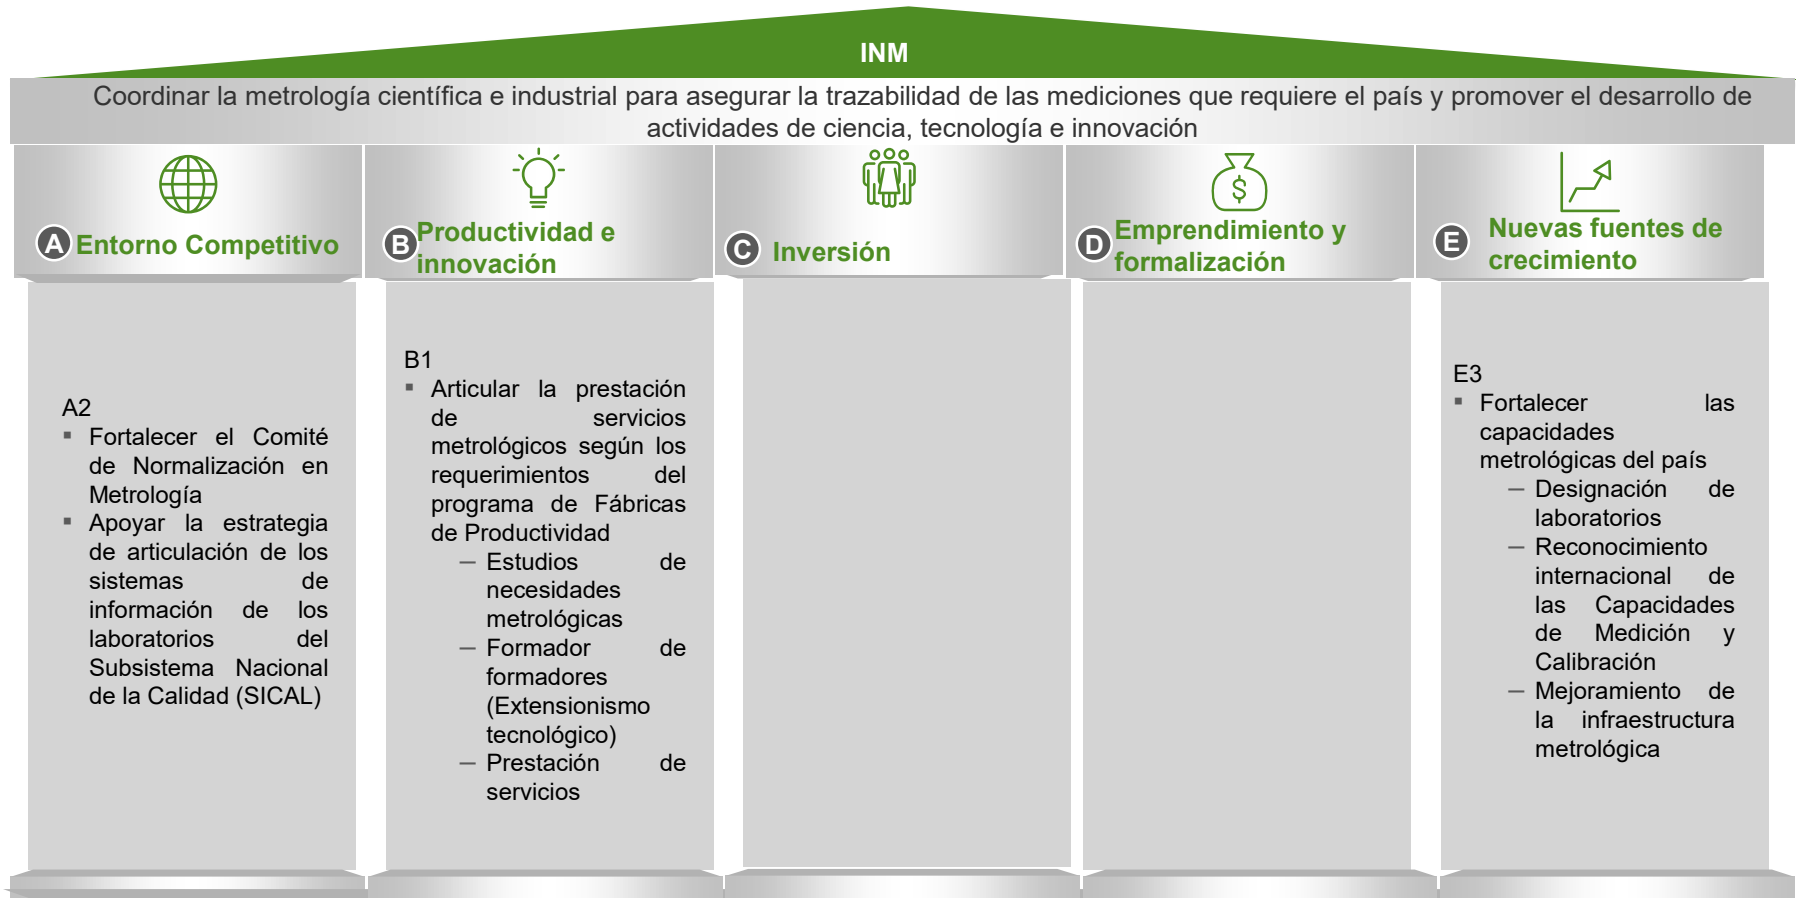 INM
Coordinar la metrología científica e industrial para asegurar la trazabilidad de las mediciones que requiere el país y promover el desarrollo de
actividades de ciencia, tecnología e innovación
A Entorno Competitivo
B Productividad e
innovación
C Inversión
$
D Emprendimiento y
formalización
E Nuevas fuentes de
crecimiento
A2
▪ Fortalecer el Comité
de Normalización en
Metrología
▪ Apoyar la estrategia
de articulación de los
sistemas de
información de los
laboratorios del
Subsistema Nacional
de la Calidad (SICAL)
B1
▪ Articular la prestación
de servicios
metrológicos según los
requerimientos del
programa de Fábricas
de Productividad
– Estudios de
necesidades
metrológicas
– Formador de
formadores
(Extensionismo
tecnológico)
– Prestación de
servicios
E3
▪ Fortalecer las
capacidades
metrológicas del país
– Designación de
laboratorios
– Reconocimiento
internacional de
las Capacidades
de Medición y
Calibración
– Mejoramiento de
la infraestructura
metrológica